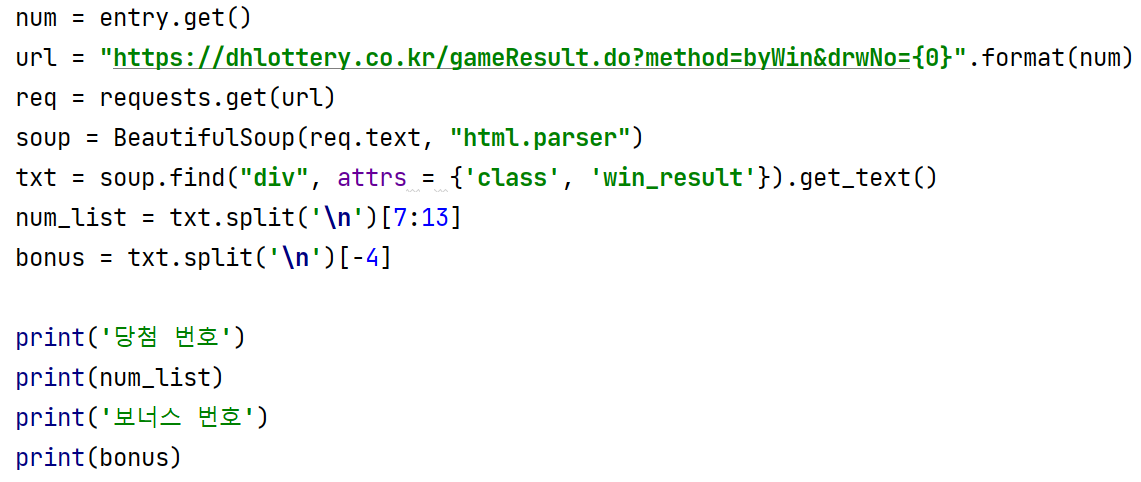 num = entry.get()
url = "https://dhlottery.co.kr/gameResult.do?method=byWin&drwNo={0}".format(num)
req = requests.get(url)
soup = BeautifulSoup(req.text, "html.parser")
txt = soup.find("div", attrs = {'class', 'win_result'}).get_text()
num_list = txt.split('\n')[7:13]
bonus = txt.split('\n')[-4]
print('당첨 번호')
print(num_list)
print('보너스 번호')
print(bonus)